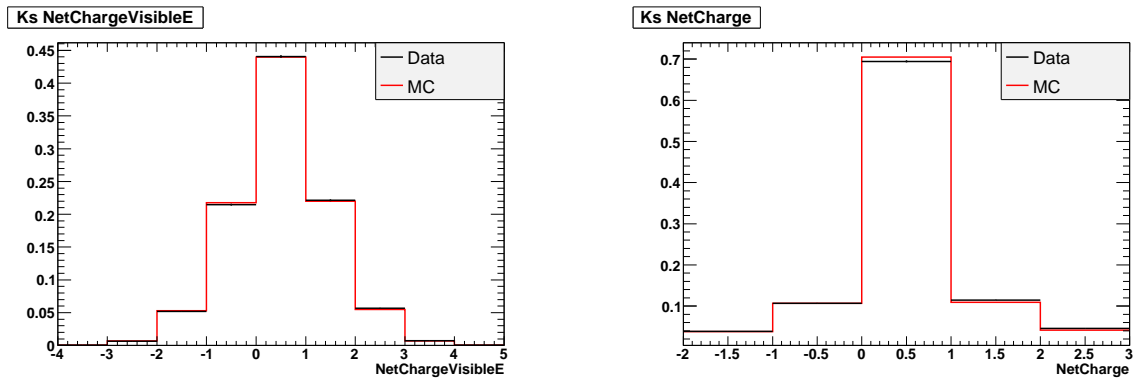 Ks NetChargeVisibleE
Data
MC
0.45
0.4
0.35
0.3
0.25
0.2
0.15
0.1
0.05
0
-4 -3 -2 -1 0 1 2 3 4 5
NetChargeVisibleE
Ks NetCharge
Data
MC
0.7
0.6
0.5
0.4
0.3
0.2
0.1
-2 -1.5 -1 -0.5 0 0.5 1 1.5 2 2.5 3
NetCharge